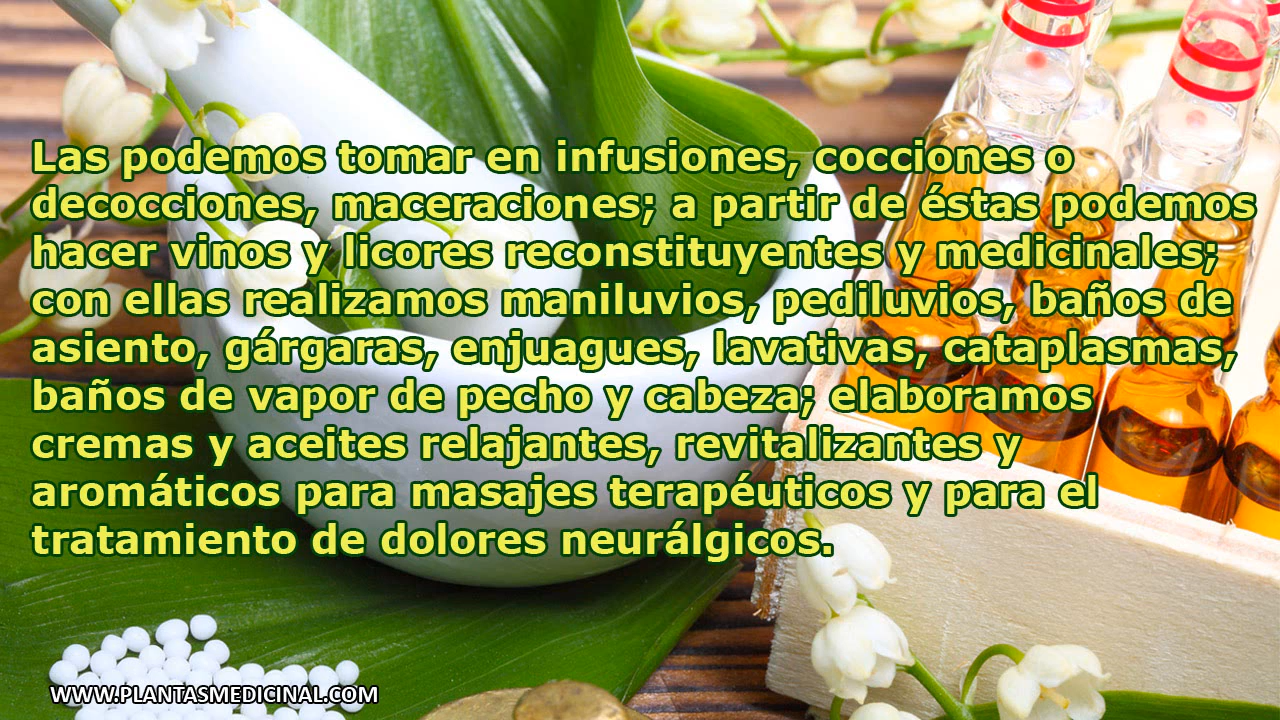 Las podemos tomar en infusiones, cocciones o
decocciones, maceraciones; a partir de éstas podemos
hacer vinos y licores reconstituyentes y medicinales;
con ellas realizamos maniluvios, pediluvios, baños de
asiento, gárgaras, enjuagues, lavativas, cataplasmas,
baños de vapor de pecho y cabeza; elaboramos
cremas y aceites relajantes, revitalizantes y
aromáticos para masajes terapéuticos y para el
tratamiento de dolores neurálgicos.
WWW.PLANTASMEDICINAL.COM